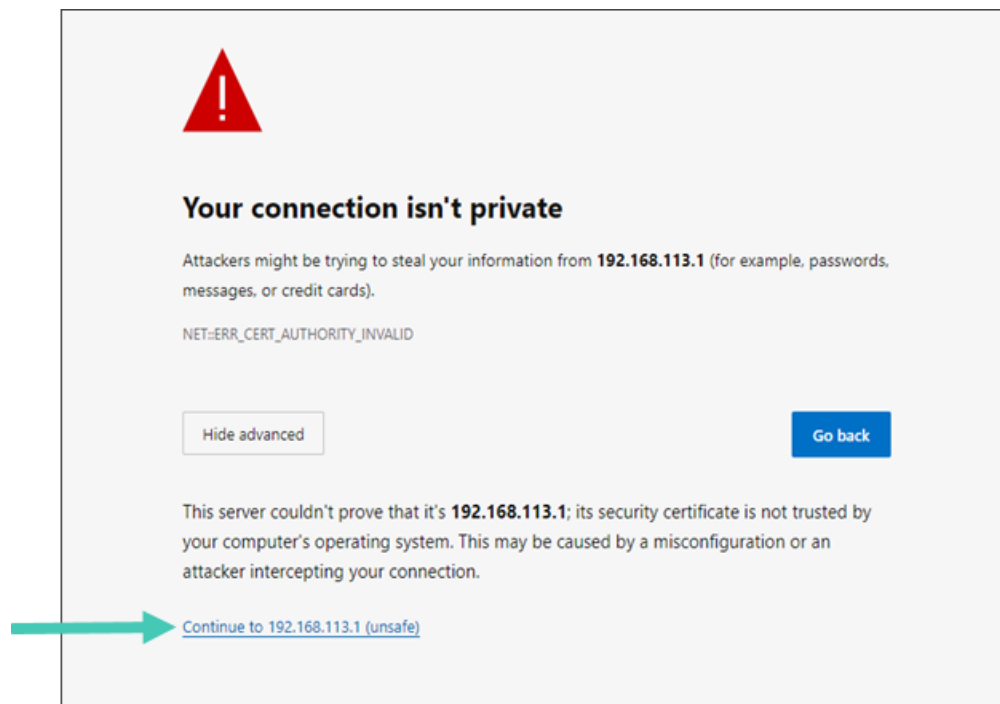 Your connection isn't private
Attackers might be trying to steal your information from 192.168.113.1 (for example, passwords,
messages, or credit cards).
NET::ERR_CERT_AUTHORITY_INVALID
Hide advanced
Go back
This server couldn't prove that it's 192.168.113.1; its security certificate is not trusted by
your computer's operating system. This may be caused by a misconfiguration or an
attacker intercepting your connection.
Continue to 192.168.113.1 (unsafe)